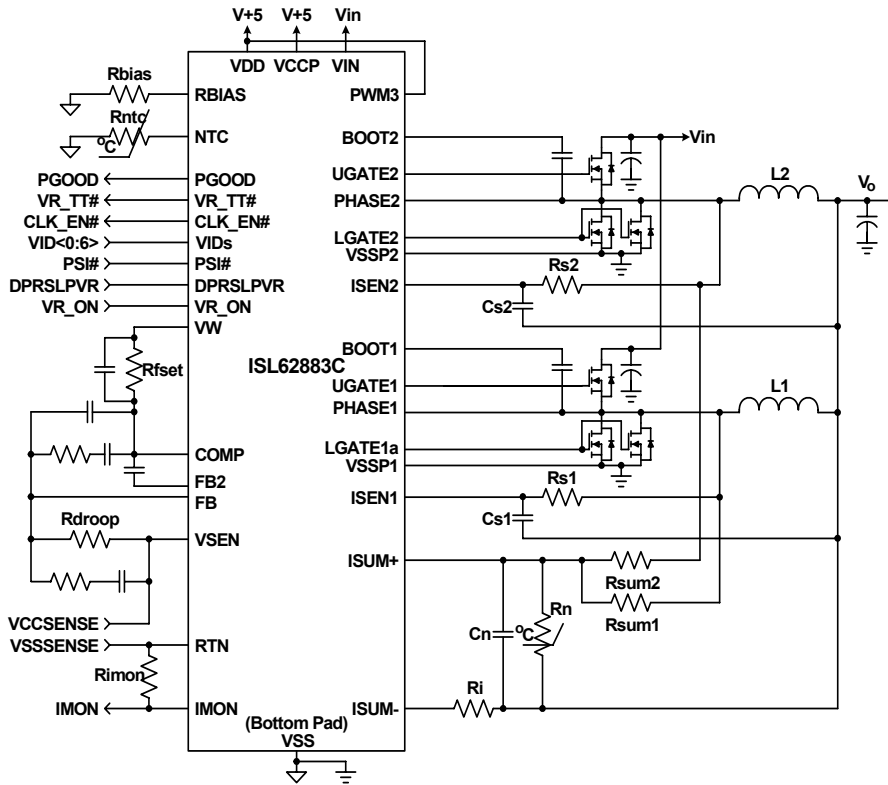 V+5 V+5 Vin
VDD VCCP VIN
Rbias
RBIAS
PWM3
Rntc
oC
NTC
BOOT2
Vin
PGOOD PGOOD
UGATE2
L2
Vo
VR_TT# VR_TT#
PHASE2
CLK_EN# CLK_EN#
VID<0:6> VIDs
LGATE2
VSSP2
PSI# PSI#
DPRSLPVR DPRSLPVR
ISEN2
Rs2
Cs2
VR_ON VR_ON
VW
BOOT1
Rfset
ISL62883C
UGATE1
L1
PHASE1
COMP
LGATE1a
VSSP1
FB2
FB
ISEN1
Rs1
Cs1
Rdroop
VSEN
ISUM+
Rsum2
Rsum1
Rn
oC
Cn
VCCSENSE
VSSSENSE RTN
Rimon
Ri
IMON IMON
ISUM-
(Bottom Pad)
VSS